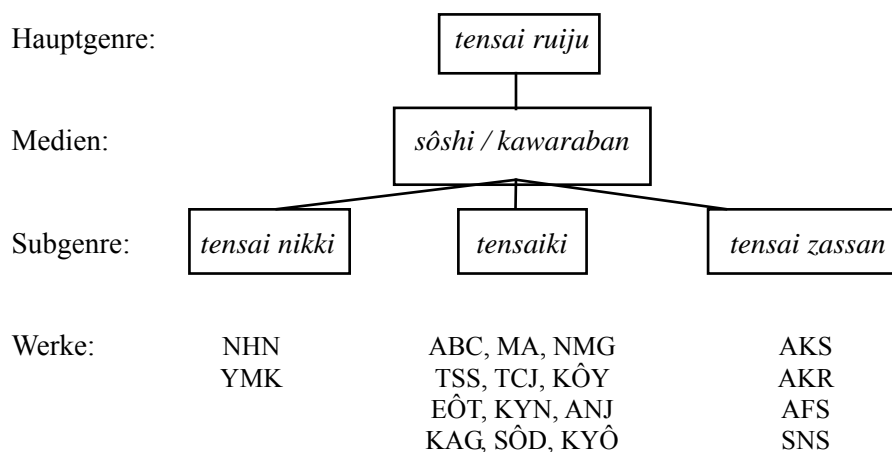 Hauptgenre: tensai ruiju
Medien: sôshi / kawaraban
Subgenre: tensai nikki tensaiki tensai zassan
Werke: NHN ABC, MA, NMG AKS
YMK TSS, TCJ, KÔY AKR
EÔT, KYN, ANJ AFS
KAG, SÔD, KYÔ SNS